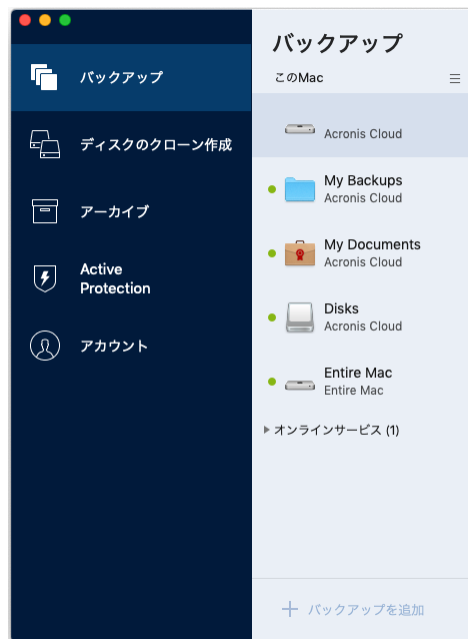 バックアップ
ディスクのクローン作成
アーカイブ
Active
Protection
アカウント
バックアップ
このMac
Acronis Cloud
My Backups
Acronis Cloud
My Documents
Acronis Cloud
Disks
Acronis Cloud
Entire Mac
Entire Mac
オンラインサービス (1)
バックアップを追加